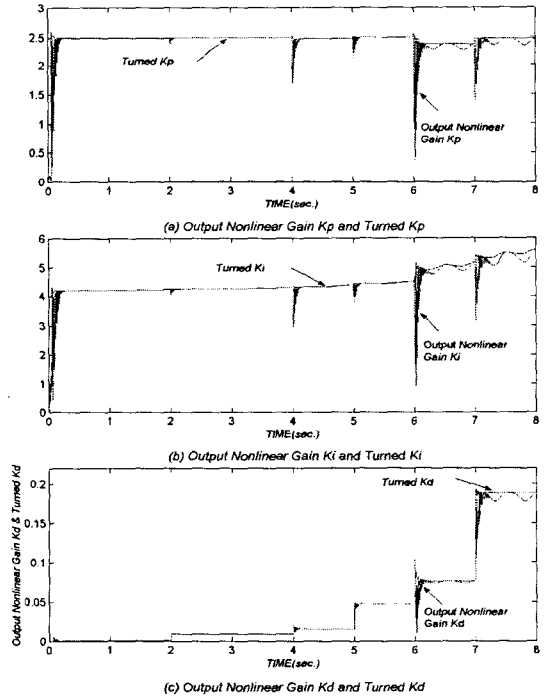 3
2.5
2
1.5
1
0.5
0
Turned Kp
Output Nonlinear
Gain Kp
0 1 2 3 4 5 6 7 8
TIME(sec.)
(a) Output Nonlinear Gain Kp and Turned Kp
6
5
4
3
2
1
0
Turned Ki
Output Nonlinear
Gain Ki
0 1 2 3 4 5 6 7 8
TIME(sec.)
(b) Output Nonlinear Gain Ki and Turned Ki
Output Nonlinear Gain Kd & Turned Kd
0.2
0.15
0.1
0.05
0
Turned Kd
Output Nonlinear
Gain Kd
0 1 2 3 4 5 6 7 8
TIME(sec.)
(c) Output Nonlinear Gain Kd and Turned Kd